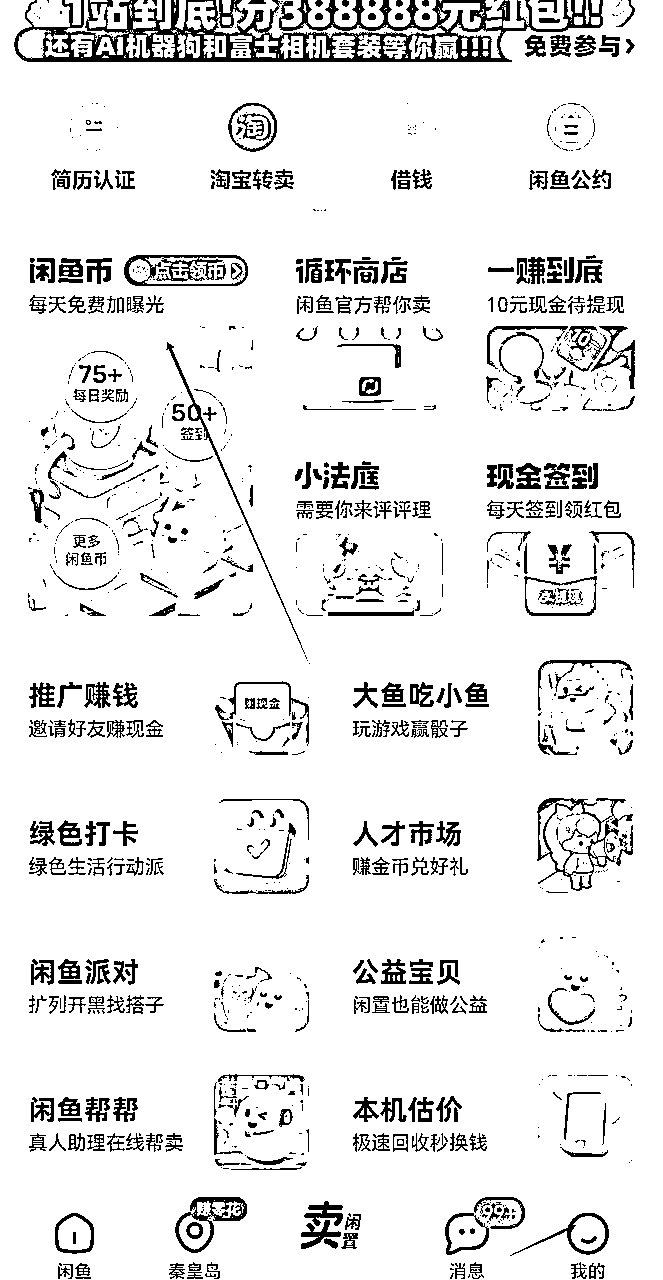 1站到底!分388888元红包!!
还有AI机器狗和富士相机套装等你赢!!!
免费参与>
简历认证
淘
淘宝转卖
借钱
闲鱼公约
闲鱼币 点击领币 >
每天免费加曝光
75+
每日奖励
50+
签到
更多
闲鱼币
循环商店
闲鱼官方帮你卖
一赚到底
10元现金待提现
小法庭
需要你来评评理
现金签到
每天签到领红包
¥
推广赚钱
邀请好友赚现金
赚现金
大鱼吃小鱼
玩游戏赢骰子
绿色打卡
绿色生活行动派
人才市场
赚金币兑好礼
闲鱼派对
扩列开黑找搭子
公益宝贝
闲置也能做公益
闲鱼帮帮
真人助理在线帮卖
本机估价
极速回收秒换钱
闲鱼
赚零花
秦皇岛
卖闲置
99+
消息
我的